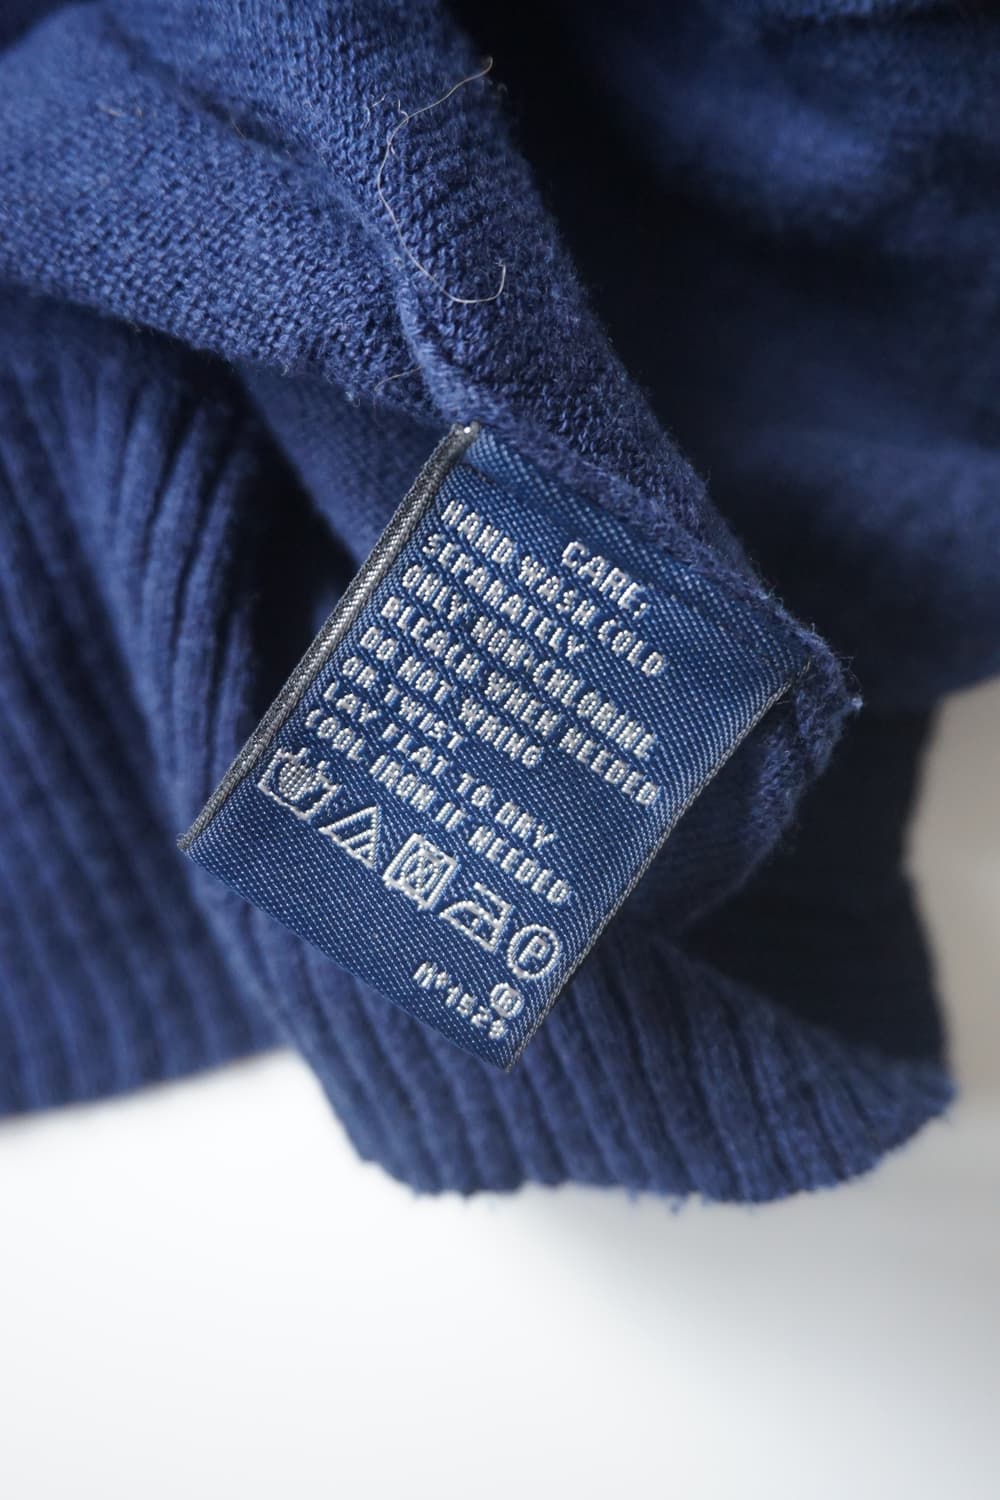 CARE:
HAND WASH COLD
SEPARATELY
ONLY NON-CHLORINE
BLEACH WHEN NEEDED
DO NOT WRING
OR TWIST
LAY FLAT TO DRY
COOL IRON IF NEEDED
P